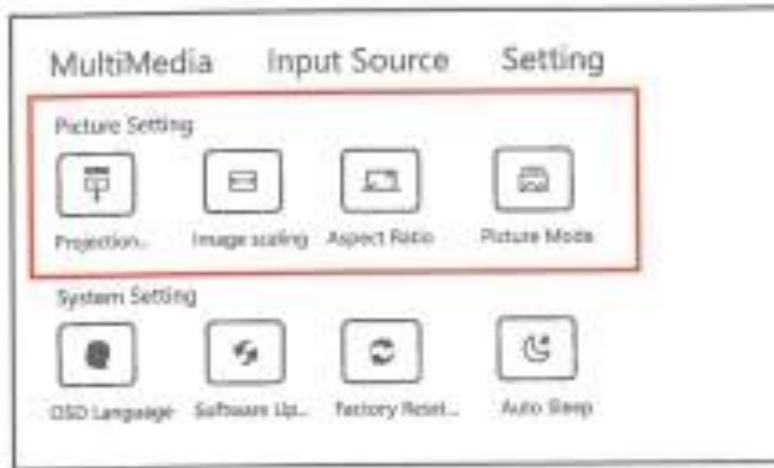 MultiMedia Input Source Setting
Picture Setting
Projection.. Image scaling Aspect Ratio Picture Mode
System Setting
OSD Language Software Up... Factory Reset... Auto Sleep